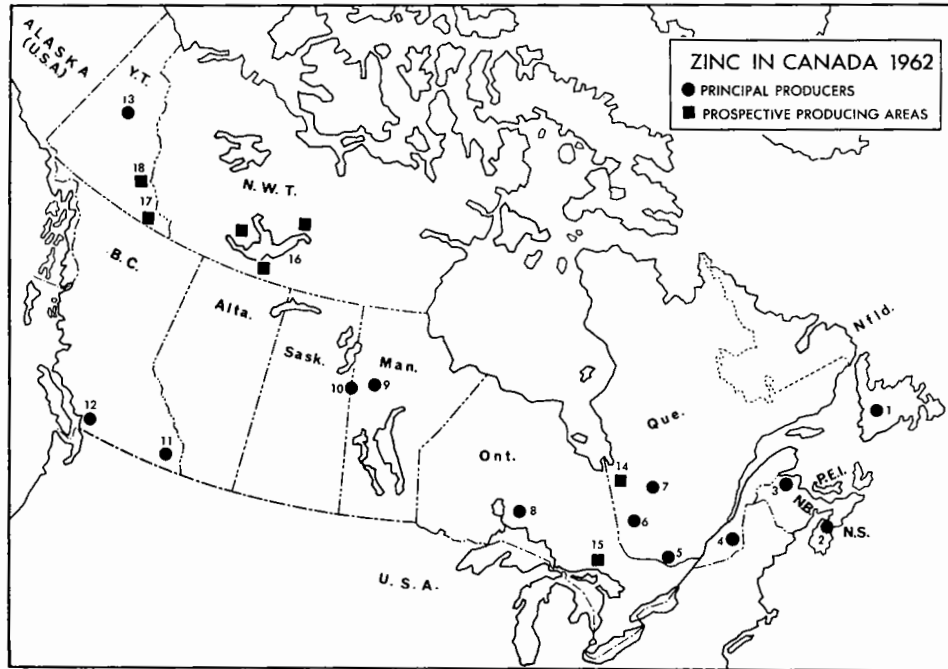 ALASKA
(U.S.A)
Y.T.
ZINC IN CANADA 1962
PRINCIPAL PRODUCERS
PROSPECTIVE PRODUCING AREAS
13
18
N.W.T.
17
16
B.C.
Alta.
Sask.
Man.
10
9
Nfld.
1
12
11
Que.
Ont.
14
7
P.E.I.
3
N.B.
8
6
2
N.S.
4
15
5
U.S.A.